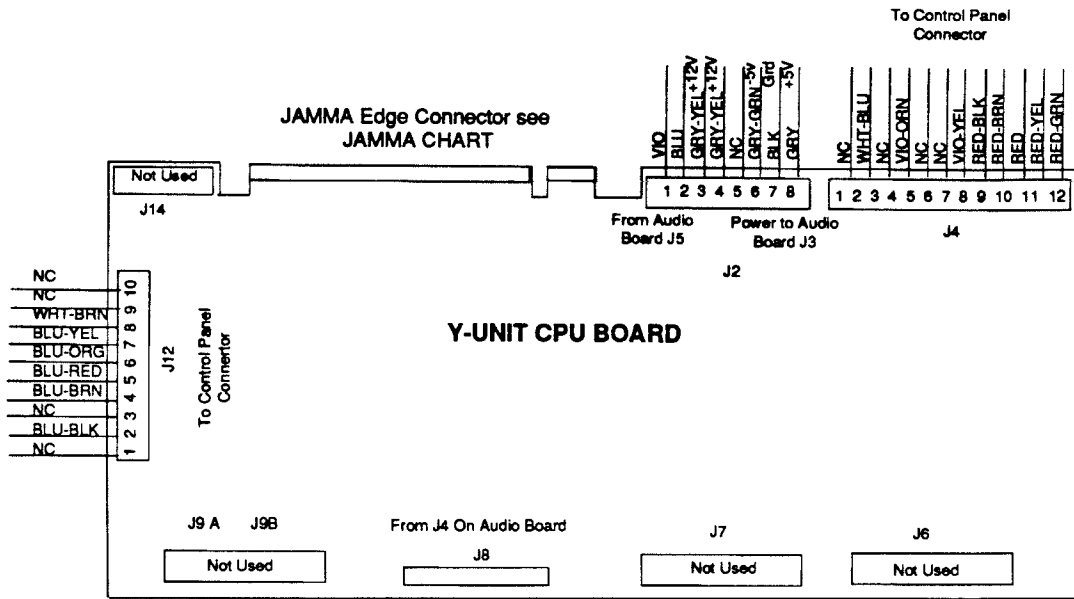 To Control Panel
Connector
JAMMA Edge Connector see
JAMMA CHART
VIO
BLU
GRY-YEL +12V
GRY-YEL +12V
NC
GRY-GRN -5v
BLK Grd
GRY +5V
NC
WHT-BLU
NC
VIO-ORN
NC
NC
VIO-YEL
RED-BLK
RED-BRN
RED
RED-YEL
RED-GRN
Not Used
J14
1 2 3 4 5 6 7 8
1 2 3 4 5 6 7 8 9 10 11 12
From Audio
Board J5
Power to Audio
Board J3
J2
J4
NC
NC
WHT-BRN
BLU-YEL
BLU-ORG
BLU-RED
BLU-BRN
NC
BLU-BLK
NC
10
9
8
7
6
5
4
3
2
1
J12
To Control Panel
Connertor
Y-UNIT CPU BOARD
J9 A J9B
Not Used
From J4 On Audio Board
J8
J7
Not Used
J6
Not Used